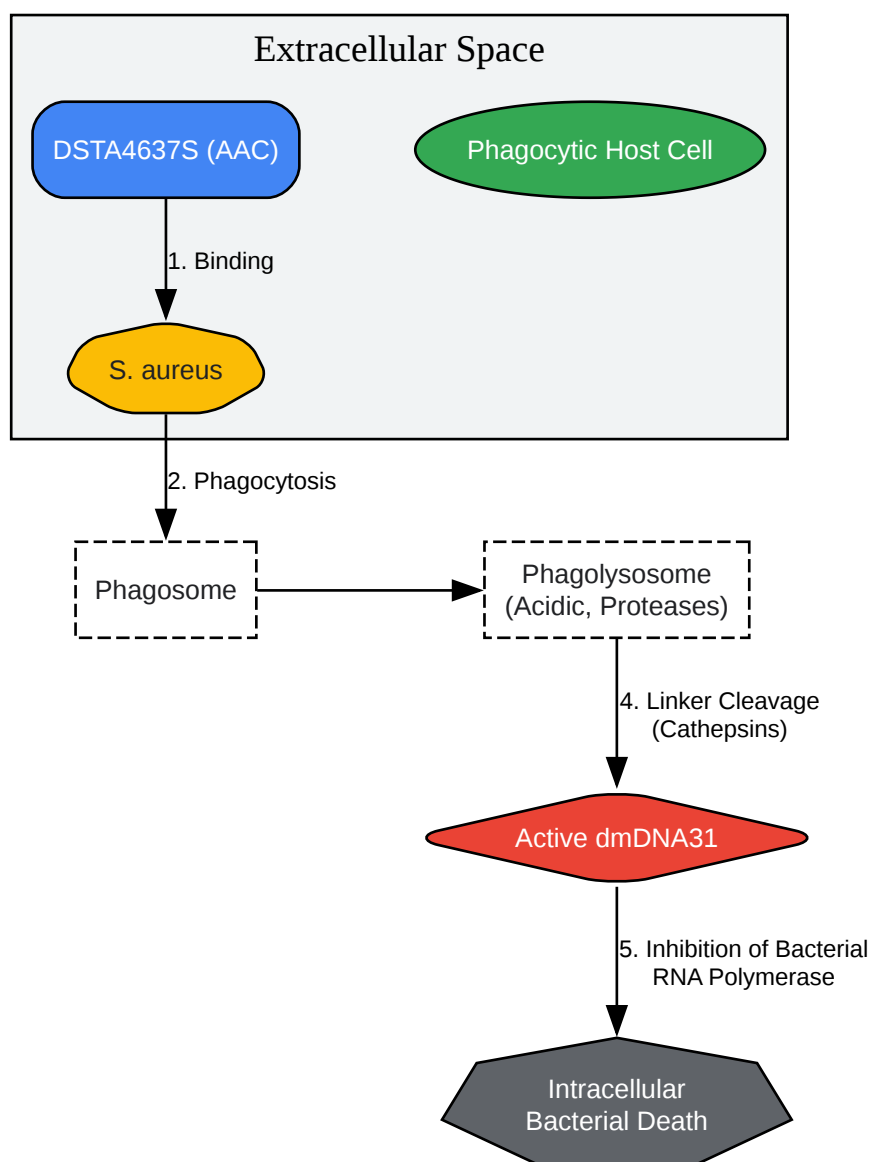 Extracellular Space
DSTA4637S (AAC)
Phagocytic Host Cell
1. Binding
S. aureus
2. Phagocytosis
Phagosome
Phagolysosome
(Acidic, Proteases)
4. Linker Cleavage
(Cathepsins)
Active dmDNA31
5. Inhibition of Bacterial
RNA Polymerase
Intracellular
Bacterial Death